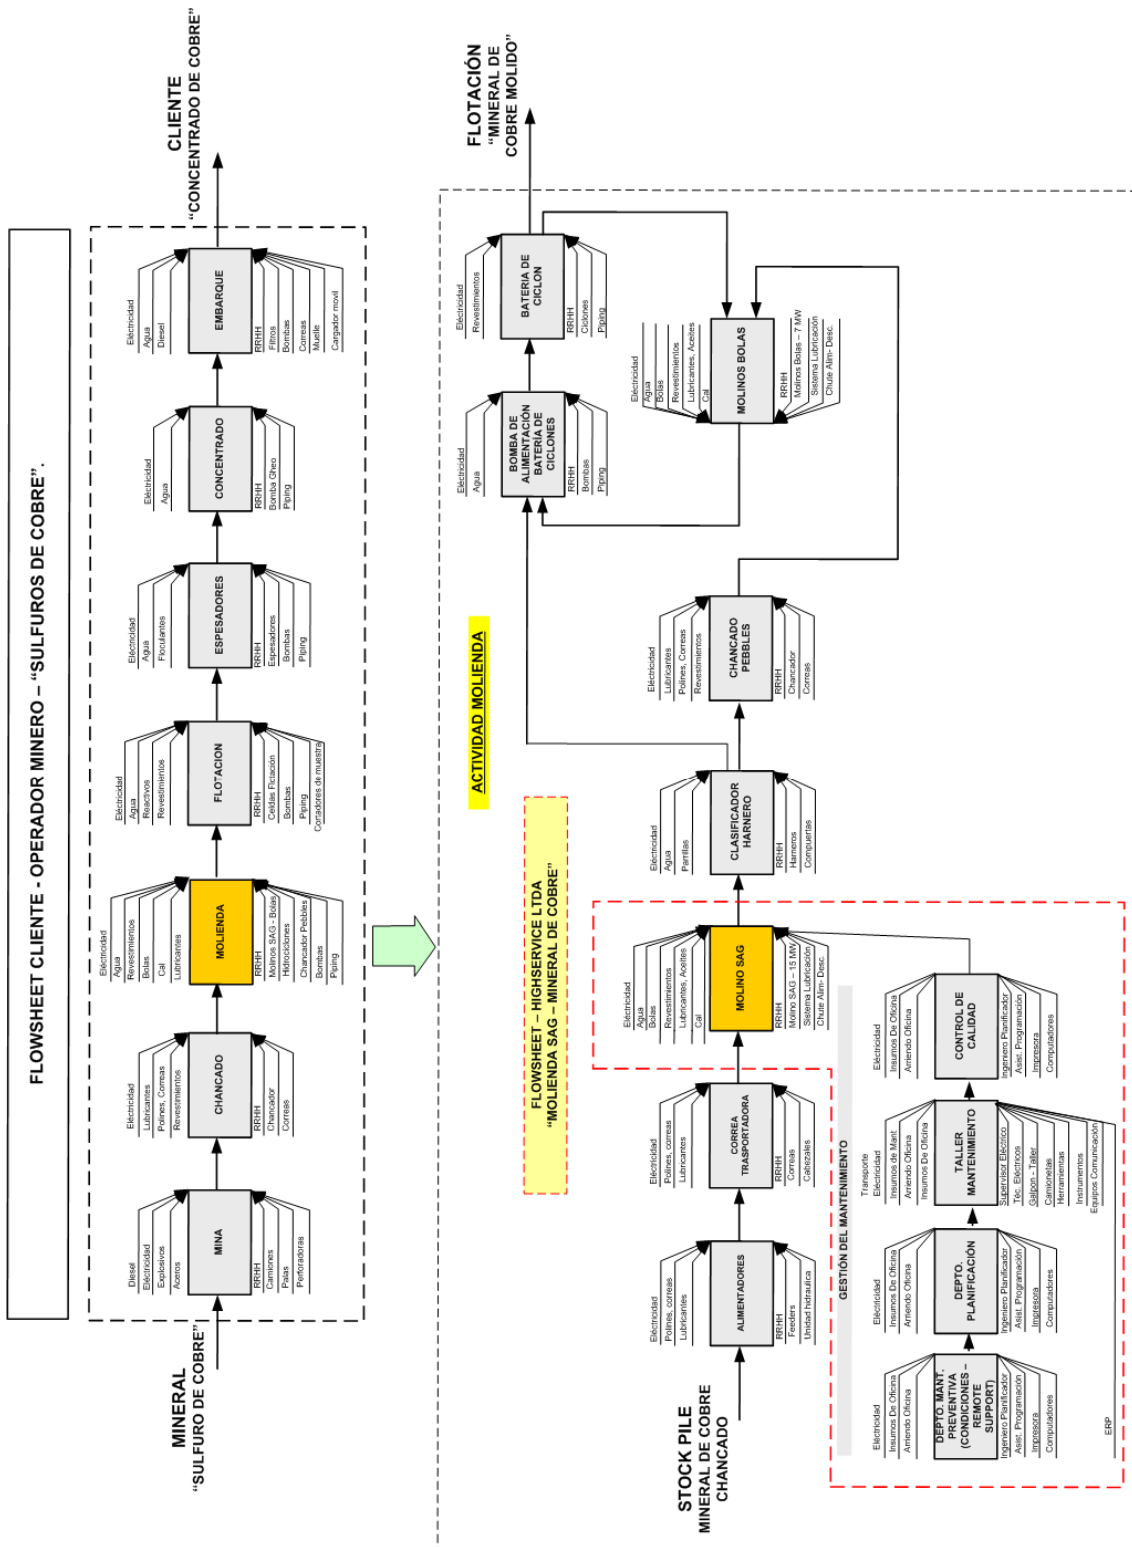 FLOWSHEET CLIENTE - OPERADOR MINERO – “SULFUROS DE COBRE”.
MINERAL
“SULFURO DE COBRE”
Diesel
Eléctricidad
Explosivos
Aceros
MINA
RRHH
Camiones
Palas
Perforadoras
Eléctricidad
Lubricantes
Polines, Correas
Revestimientos
CHANCADO
RRHH
Chancador
Correas
Eléctricidad
Agua
Revestimientos
Bolas
Cal
Lubricantes
MOLIENDA
RRHH
Molinos SAG - Bolas
Hidrociclones
Chancador Pebbles
Bombas
Piping
Eléctricidad
Agua
Reactivos
Revestimientos
FLOTACION
RRHH
Celdas Flctación
Bombas
Piping
Cortadores de muestra
Eléctricidad
Agua
Floculantes
ESPESADORES
RRHH
Espesadores
Bombas
Piping
Eléctricidad
Agua
CONCENTRADO
RRHH
Bomba Gheo
Piping
Eléctricidad
Agua
Diesel
EMBARQUE
RRHH
Filtros
Bombas
Correas
Muelle
Cargador movil
CLIENTE
“CONCENTRADO DE COBRE”
ACTIVIDAD MOLIENDA
FLOWSHEET – HIGHSERVICE LTDA
“MOLIENDA SAG – MINERAL DE COBRE”
STOCK PILE
MINERAL DE COBRE
CHANCADO
Eléctricidad
Polines, correas
Lubricantes
ALIMENTADORES
RRHH
Feeders
Unidad hidraulica
Eléctricidad
Polines, correas
Lubricantes
CORREA
TRASPORTADORA
RRHH
Correas
Cabezales
Eléctricidad
Agua
Bolas
Revestimientos
Lubricantes, Aceites
Cal
MOLINO SAG
RRHH
Molino SAG – 15 MW
Sistema Lubricación
Chute Alim- Desc.
Eléctricidad
Agua
Parrillas
CLASIFICADOR
HARNERO
RRHH
Harneros
Compuertas
Eléctricidad
Lubricantes
Polines, Correas
Revestimientos
CHANCADO
PEBBLES
RRHH
Chancador
Correas
Eléctricidad
Agua
BOMBA DE
ALIMENTACIÓN
BATERÍA DE
CICLONES
RRHH
Bombas
Piping
Eléctricidad
Revestimientos
BATERIA DE
CICLON
RRHH
Ciclones
Piping
Eléctricidad
Agua
Bolas
Revestimientos
Lubricantes, Aceites
Cal
MOLINOS BOLAS
RRHH
Molinos Bolas – 7 MW
Sistema Lubricación
Chute Alim- Desc.
FLOTACIÓN
“MINERAL DE
COBRE MOLIDO”
GESTIÓN DEL MANTENIMIENTO
Eléctricidad
Insumos De Oficina
Arriendo Oficina
DEPTO. MANT.
PREVENTIVA
(CONDICIONES –
REMOTE
SUPPORT)
Ingeniero Planificador
Asist. Programación
Impresora
Computadores
ERP
Eléctricidad
Insumos De Oficina
Arriendo Oficina
DEPTO.
PLANIFICACIÓN
Ingeniero Planificador
Asist. Programación
Impresora
Computadores
Transporte
Eléctricidad
Insumos de Mant
Arriendo Oficina
Insumos De Oficina
TALLER
MANTENIMIENTO
Supervisor Eléctrico
Téc. Eléctricos
Galpon - Taller
Camionetas
Herramientas
Instrumentos
Equipos Comunicación
Eléctricidad
Insumos De Oficina
Arriendo Oficina
CONTROL DE
CALIDAD
Ingeniero Planificador
Asist. Programación
Impresora
Computadores